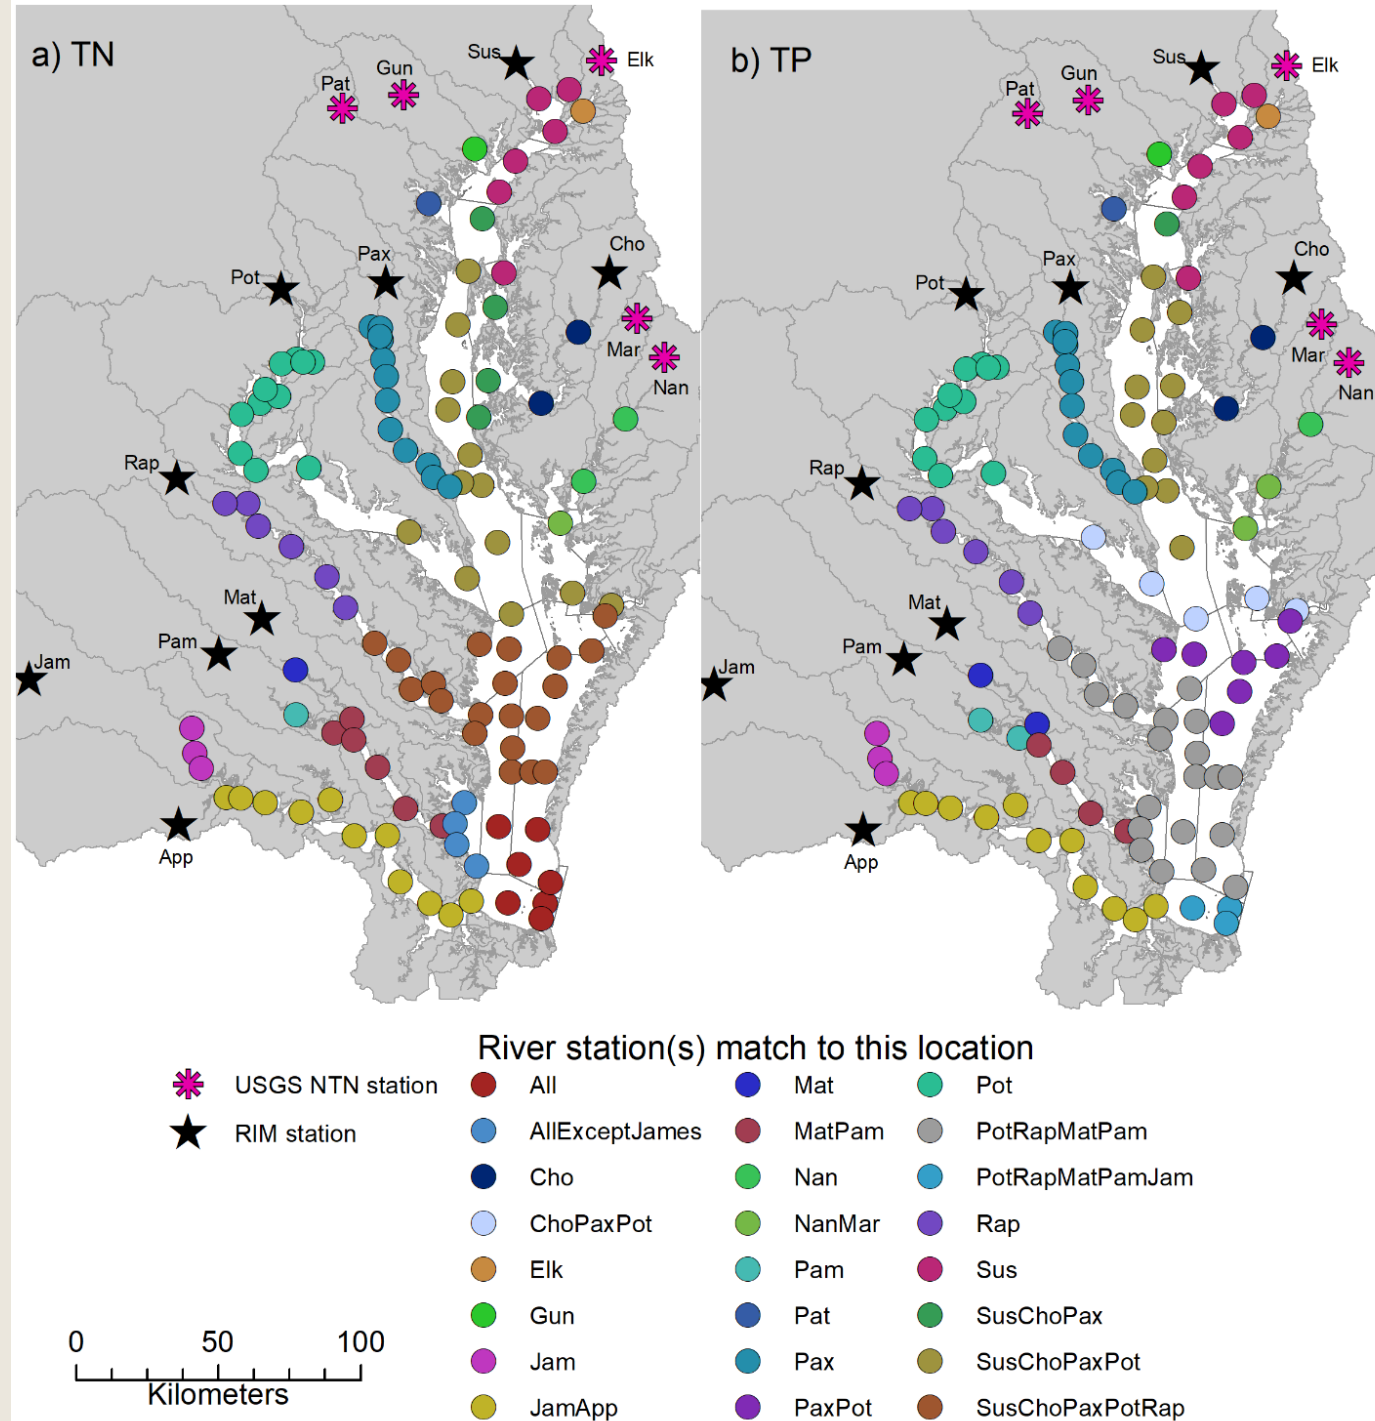 a) TN
Sus
Elk
Gun
Pat
Cho
Pax
Pot
Mar
Nan
Rap
Mat
Pam
Jam
App
b) TP
Sus
Elk
Gun
Pat
Cho
Pax
Pot
Mar
Nan
Rap
Mat
Pam
Jam
App
River station(s) match to this location
USGS NTN station
RIM station
All
AllExceptJames
Cho
ChoPaxPot
Elk
Gun
Jam
JamApp
Mat
MatPam
Nan
NanMar
Pam
Pat
Pax
PaxPot
Pot
PotRapMatPam
PotRapMatPamJam
Rap
Sus
SusChoPax
SusChoPaxPot
SusChoPaxPotRap
0 50 100
Kilometers